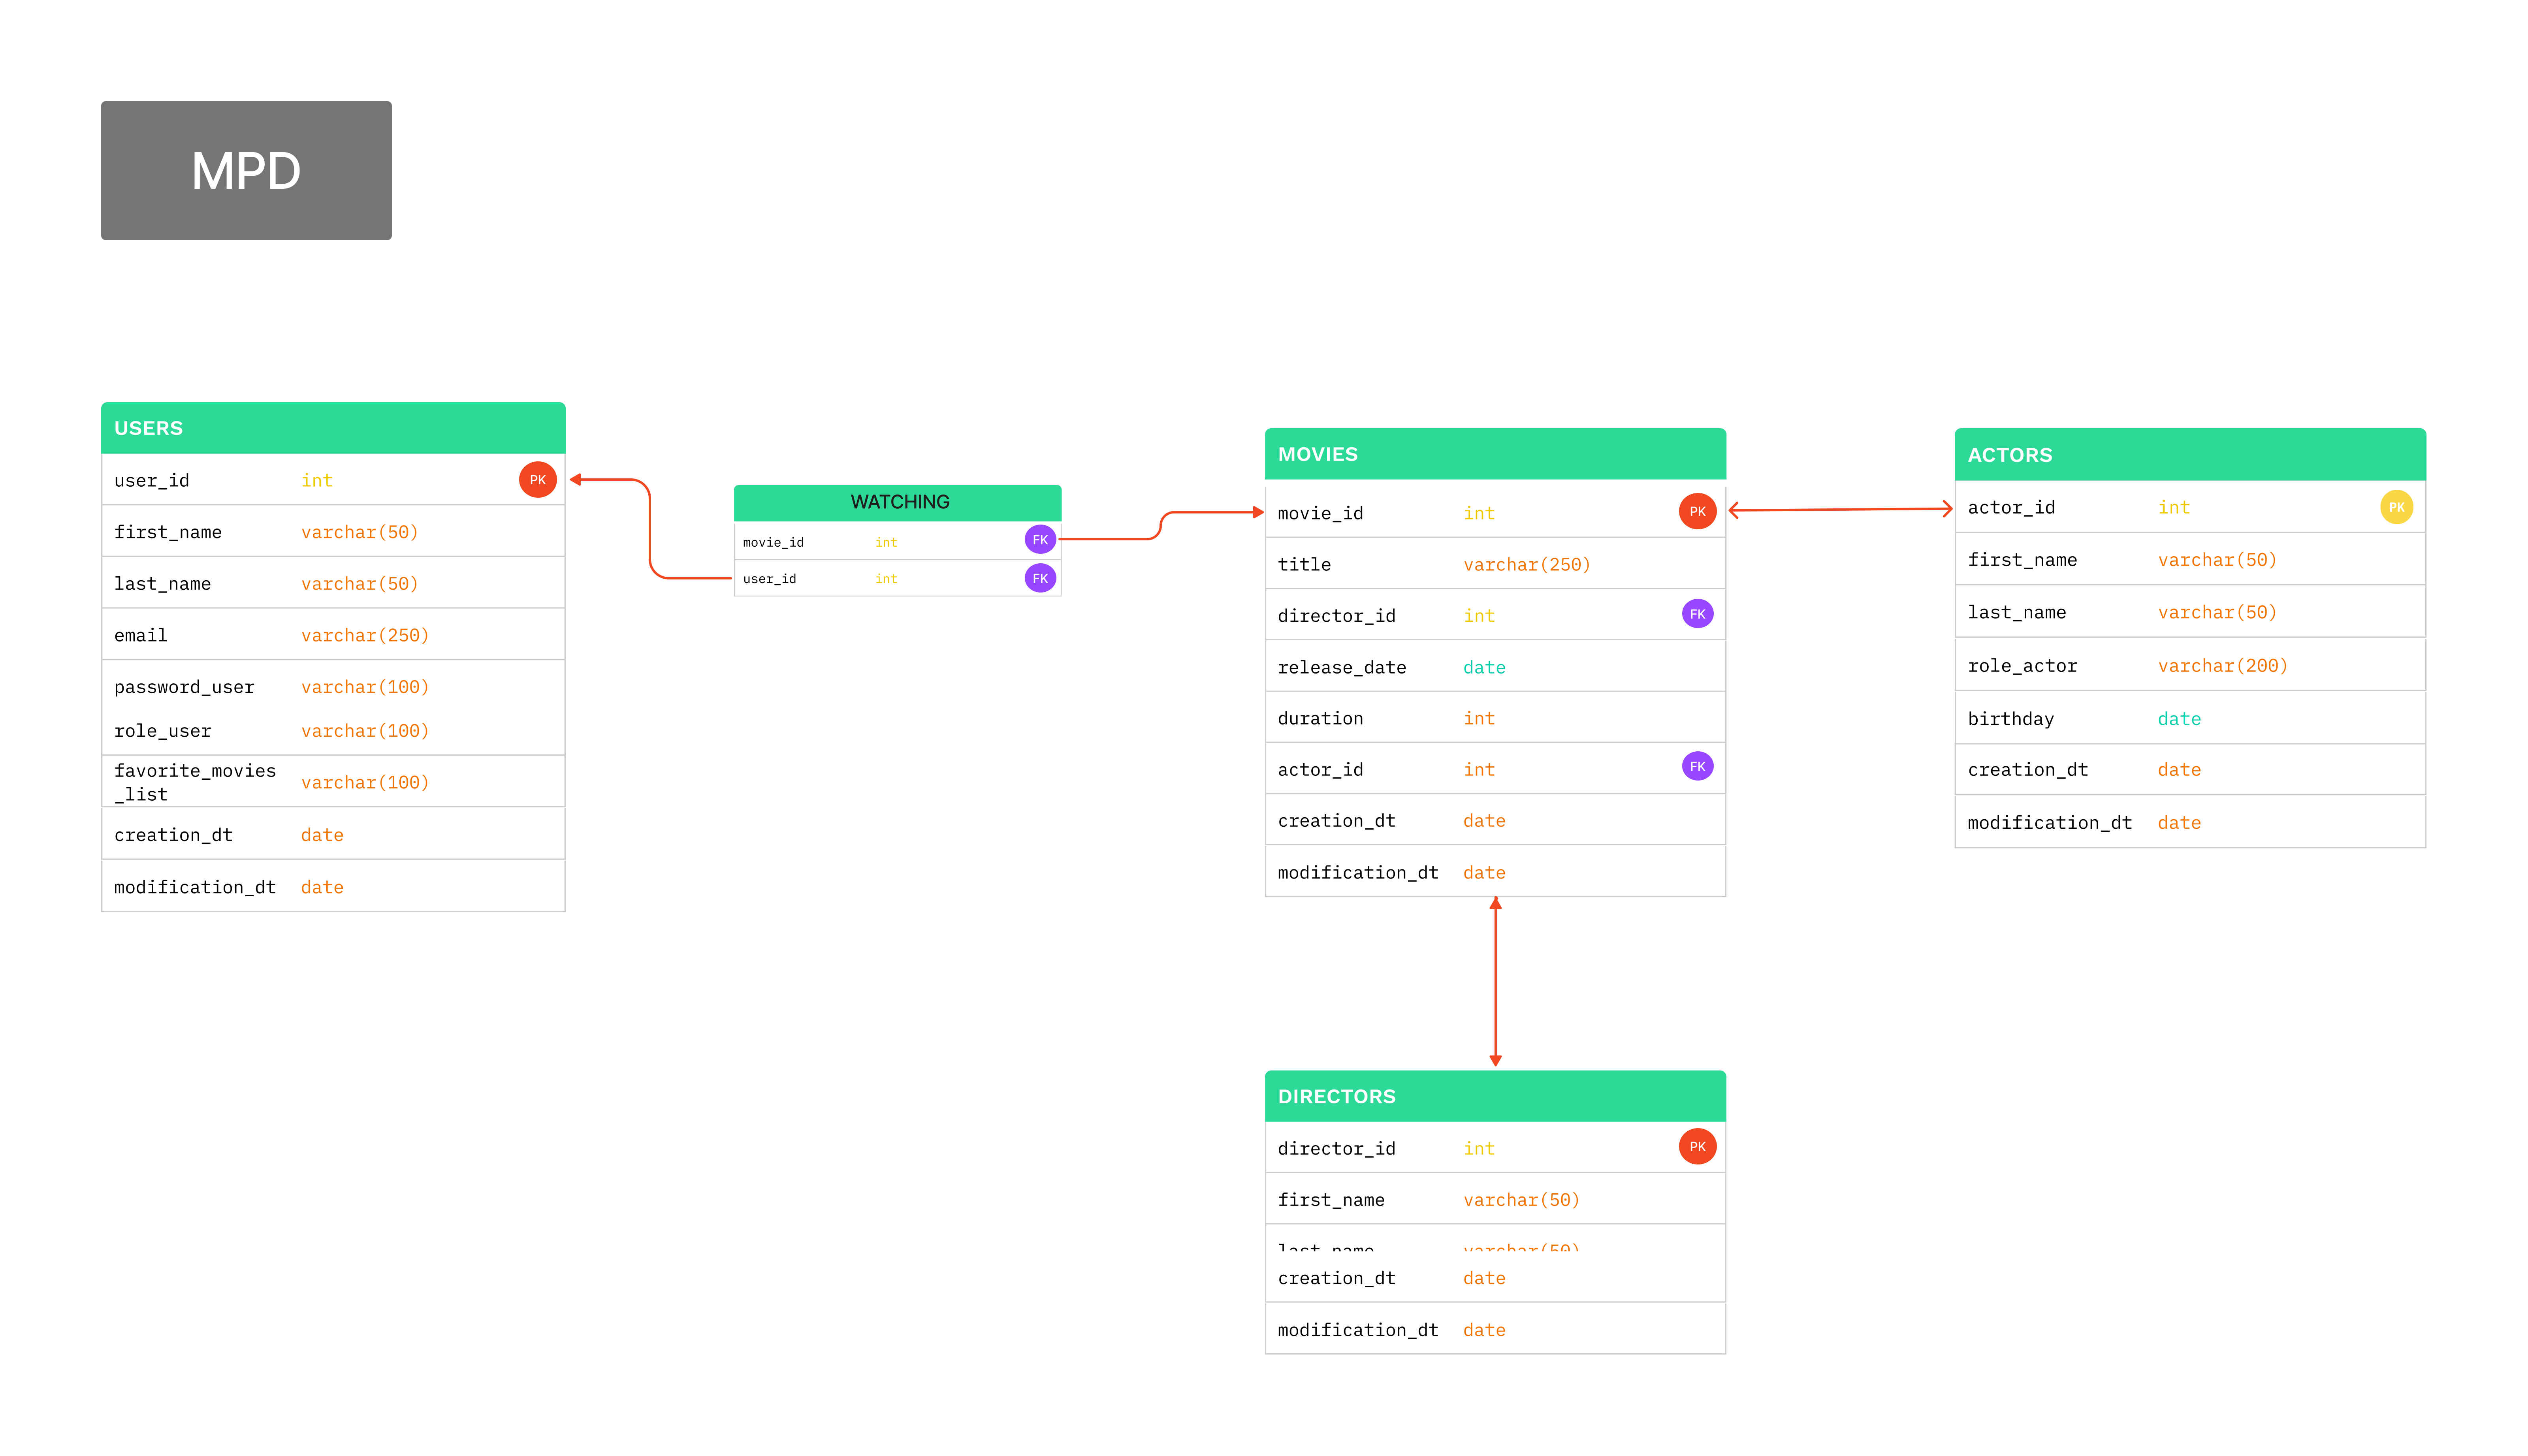 MPD
USERS
user_id int PK
first_name varchar(50)
last_name varchar(50)
email varchar(250)
password_user varchar(100)
role_user varchar(100)
favorite_movies
_list varchar(100)
creation_dt date
modification_dt date
WATCHING
movie_id int FK
user_id int FK
MOVIES
movie_id int PK
title varchar(250)
director_id int FK
release_date date
duration int
actor_id int FK
creation_dt date
modification_dt date
ACTORS
actor_id int PK
first_name varchar(50)
last_name varchar(50)
role_actor varchar(200)
birthday date
creation_dt date
modification_dt date
DIRECTORS
director_id int PK
first_name varchar(50)
last_name varchar(50)
creation_dt date
modification_dt date